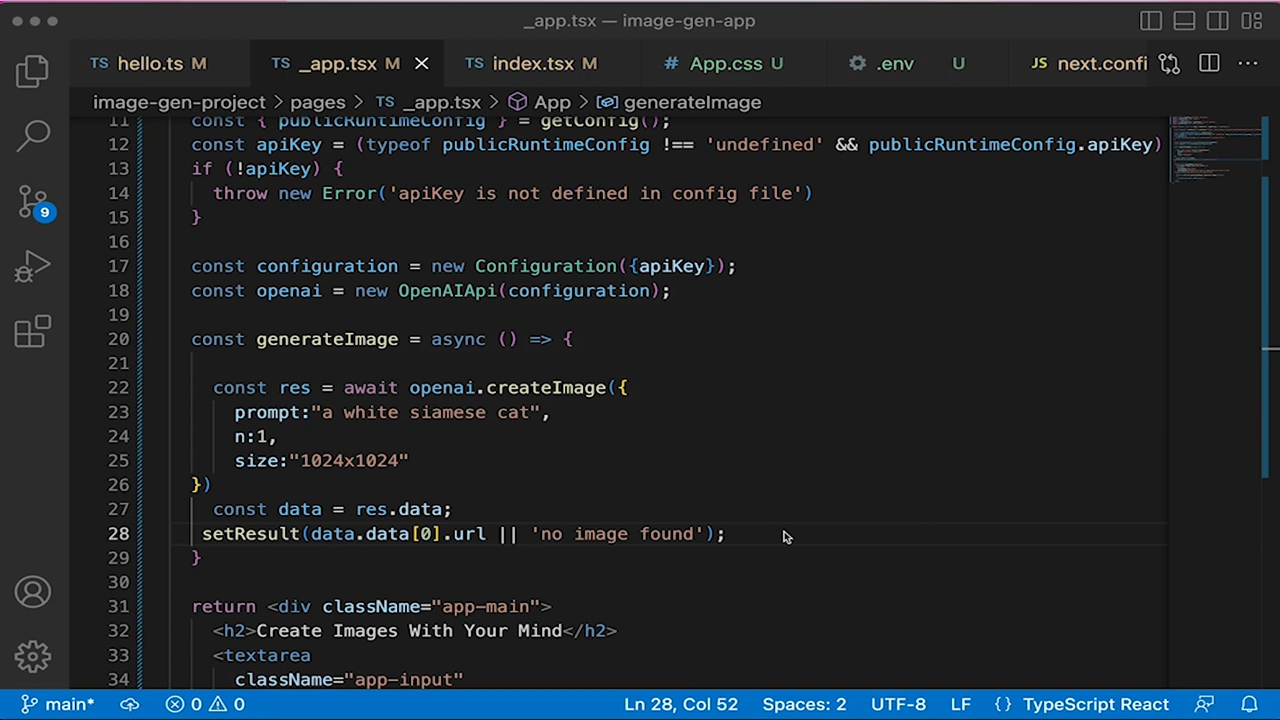 _app.tsx — image-gen-app
TS hello.ts M TS _app.tsx M TS index.tsx M # App.css U .env U JS next.confi
image-gen-project > pages > TS _app.tsx > App > generateImage
11 const { publicRuntimeConfig } = getConfig();
12 const apiKey = (typeof publicRuntimeConfig !== 'undefined' && publicRuntimeConfig.apiKey)
13 if (!apiKey) {
14 throw new Error('apiKey is not defined in config file')
15 }
16
17 const configuration = new Configuration({apiKey});
18 const openai = new OpenAIApi(configuration);
19
20 const generateImage = async () => {
21
22 const res = await openai.createImage({
23 prompt:"a white siamese cat",
24 n:1,
25 size:"1024x1024"
26 })
27 const data = res.data;
28 setResult(data.data[0].url || 'no image found');
29 }
30
31 return <div className="app-main">
32 <h2>Create Images With Your Mind</h2>
33 <textarea
34 className="app-input"
9
main* 0 0 Ln 28, Col 52 Spaces: 2 UTF-8 LF {} TypeScript React